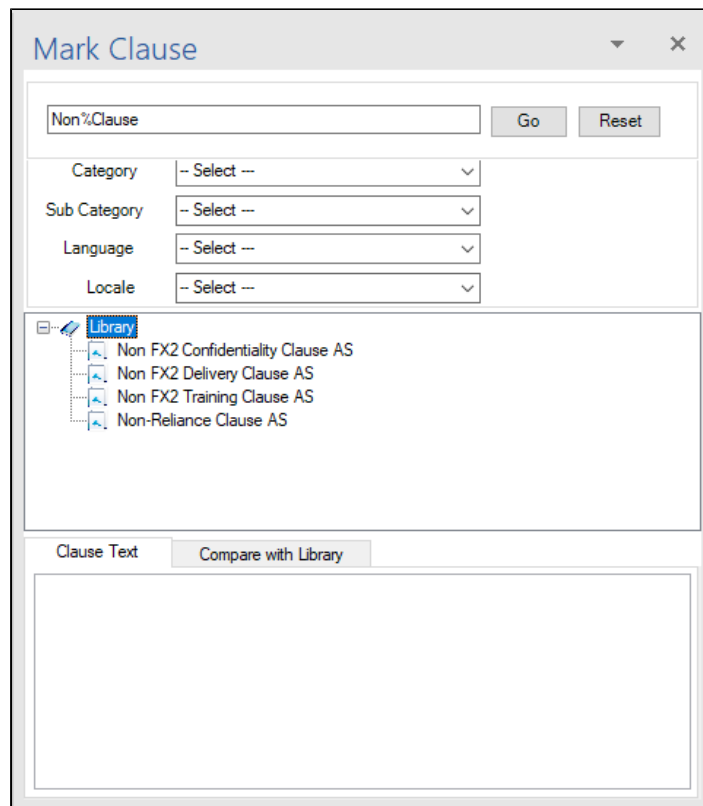 Mark Clause
Non%Clause
Go
Reset
Category
-- Select ---
Sub Category
-- Select ---
Language
-- Select ---
Locale
-- Select ---
Library
Non FX2 Confidentiality Clause AS
Non FX2 Delivery Clause AS
Non FX2 Training Clause AS
Non-Reliance Clause AS
Clause Text
Compare with Library